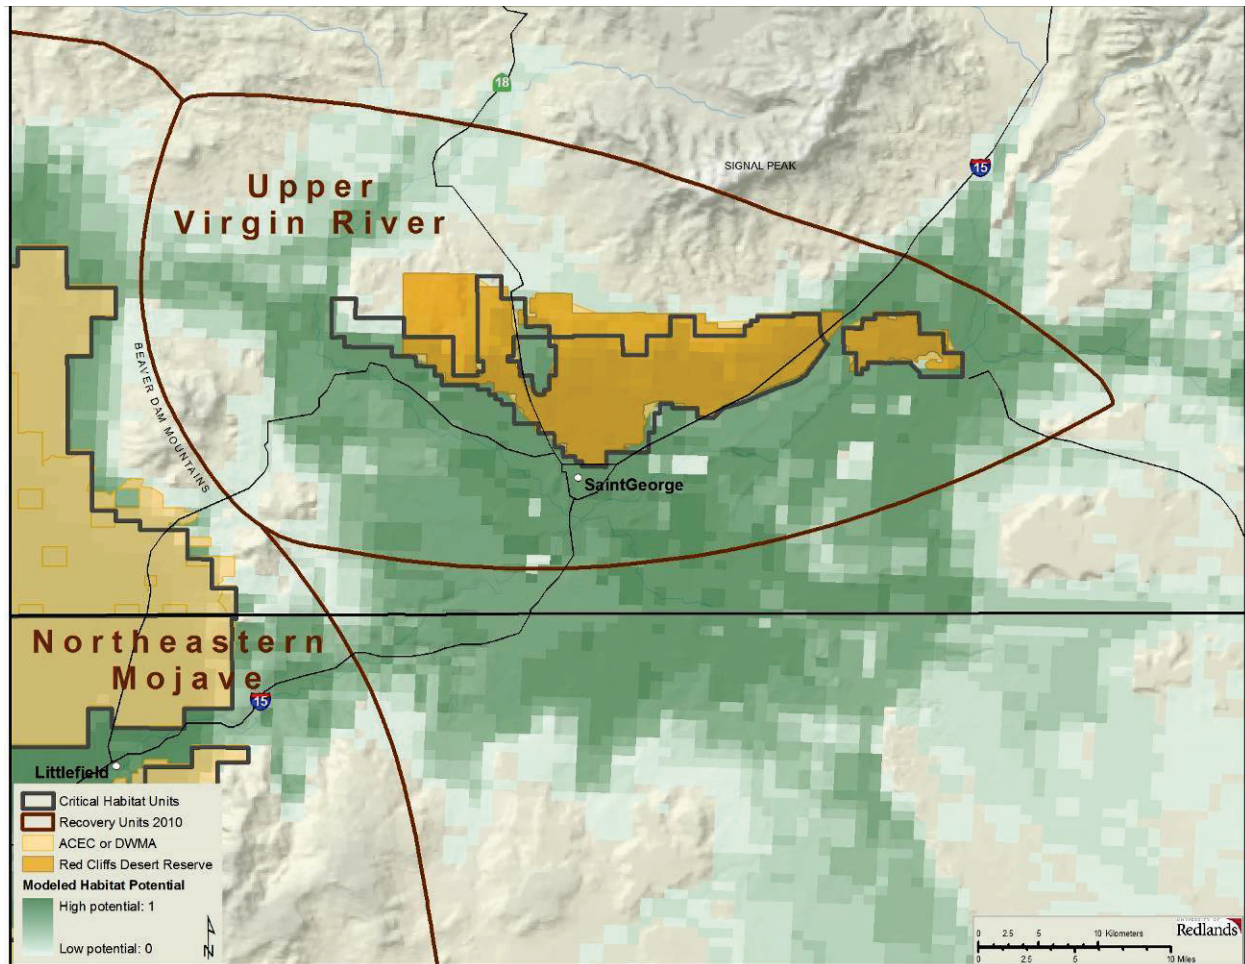 18
SIGNAL PEAK
15
Upper
Virgin River
BEAVER DAM MOUNTAINS
SaintGeorge
Northeastern
Mojave
15
Littlefield
Critical Habitat Units
Recovery Units 2010
ACEC or DWMA
Red Cliffs Desert Reserve
Modeled Habitat Potential
High potential: 1
Low potential: 0
N
UNIVERSITY OF
Redlands
0 2.5 5 10 Kilometers
0 2.5 5 10 Miles